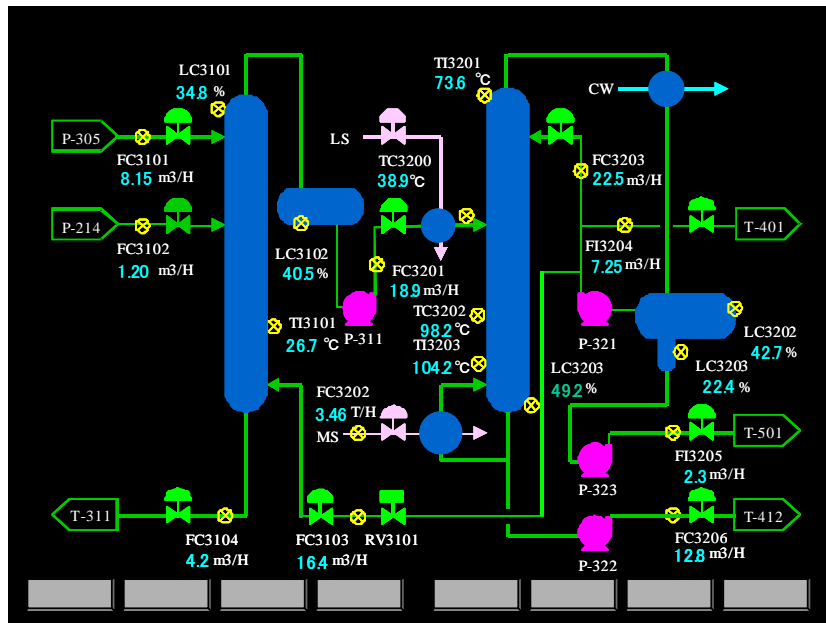 LC3101
34.8 %
P-305
FC3101
8.15 m3/H
P-214
FC3102
1.20 m3/H
LC3102
40.5 %
TI3101
26.7 ℃
P-311
LS
TC3200
38.9℃
FC3201
18.9 m3/H
TI3201
73.6 ℃
CW
FC3203
22.5 m3/H
FI3204
7.25 m3/H
T-401
TC3202
98.2 ℃
TI3203
104.2 ℃
P-321
LC3202
42.7 %
LC3203
22.4 %
LC3203
49.2 %
FC3202
3.46 T/H
MS
T-501
FI3205
2.3 m3/H
P-323
T-311
FC3104
4.2 m3/H
FC3103
16.4 m3/H
RV3101
T-412
FC3206
12.8 m3/H
P-322